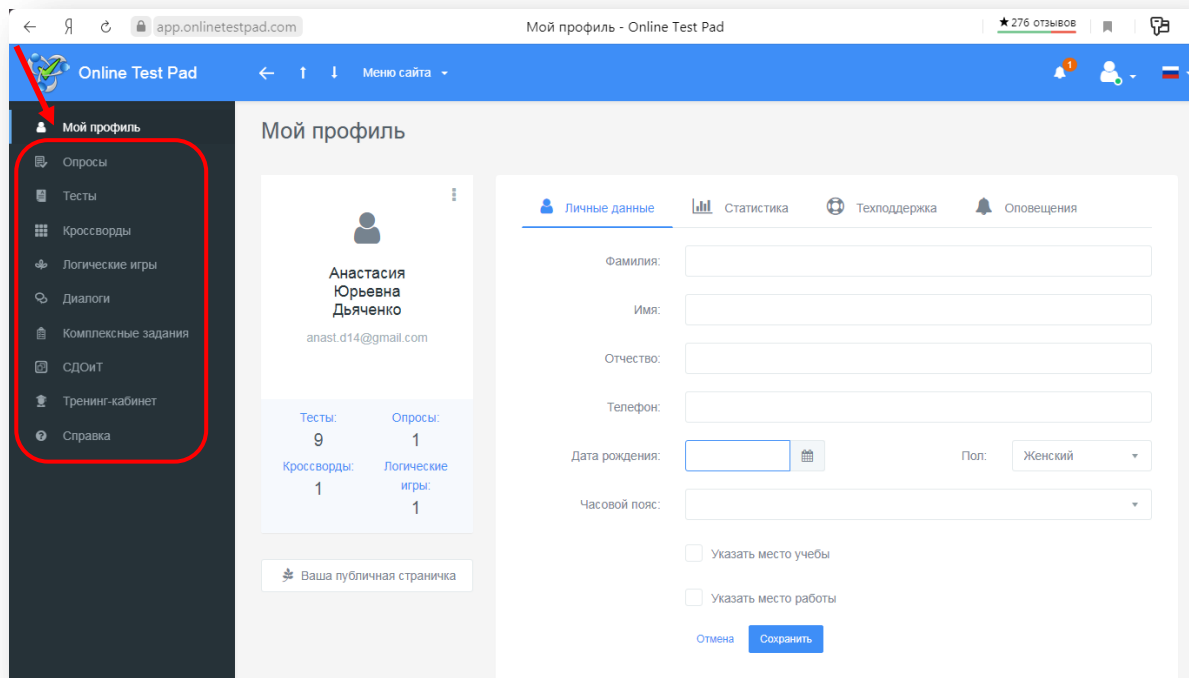 Я
app.onlinetestpad.com
Мой профиль - Online Test Pad
★ 276 отзывов
Online Test Pad
Меню сайта
1
Мой профиль
Опросы
Тесты
Кроссворды
Логические игры
Диалоги
Комплексные задания
СДОиТ
Тренинг-кабинет
Справка
Мой профиль
Анастасия
Юрьевна
Дьяченко
anast.d14@gmail.com
Тесты: Опросы:
9 1
Кроссворды: Логические
игры:
1 1
Ваша публичная страничка
Личные данные Статистика Техподдержка Оповещения
Фамилия:
Имя:
Отчество:
Телефон:
Дата рождения: Пол: Женский
Часовой пояс:
Указать место учебы
Указать место работы
Отмена Сохранить